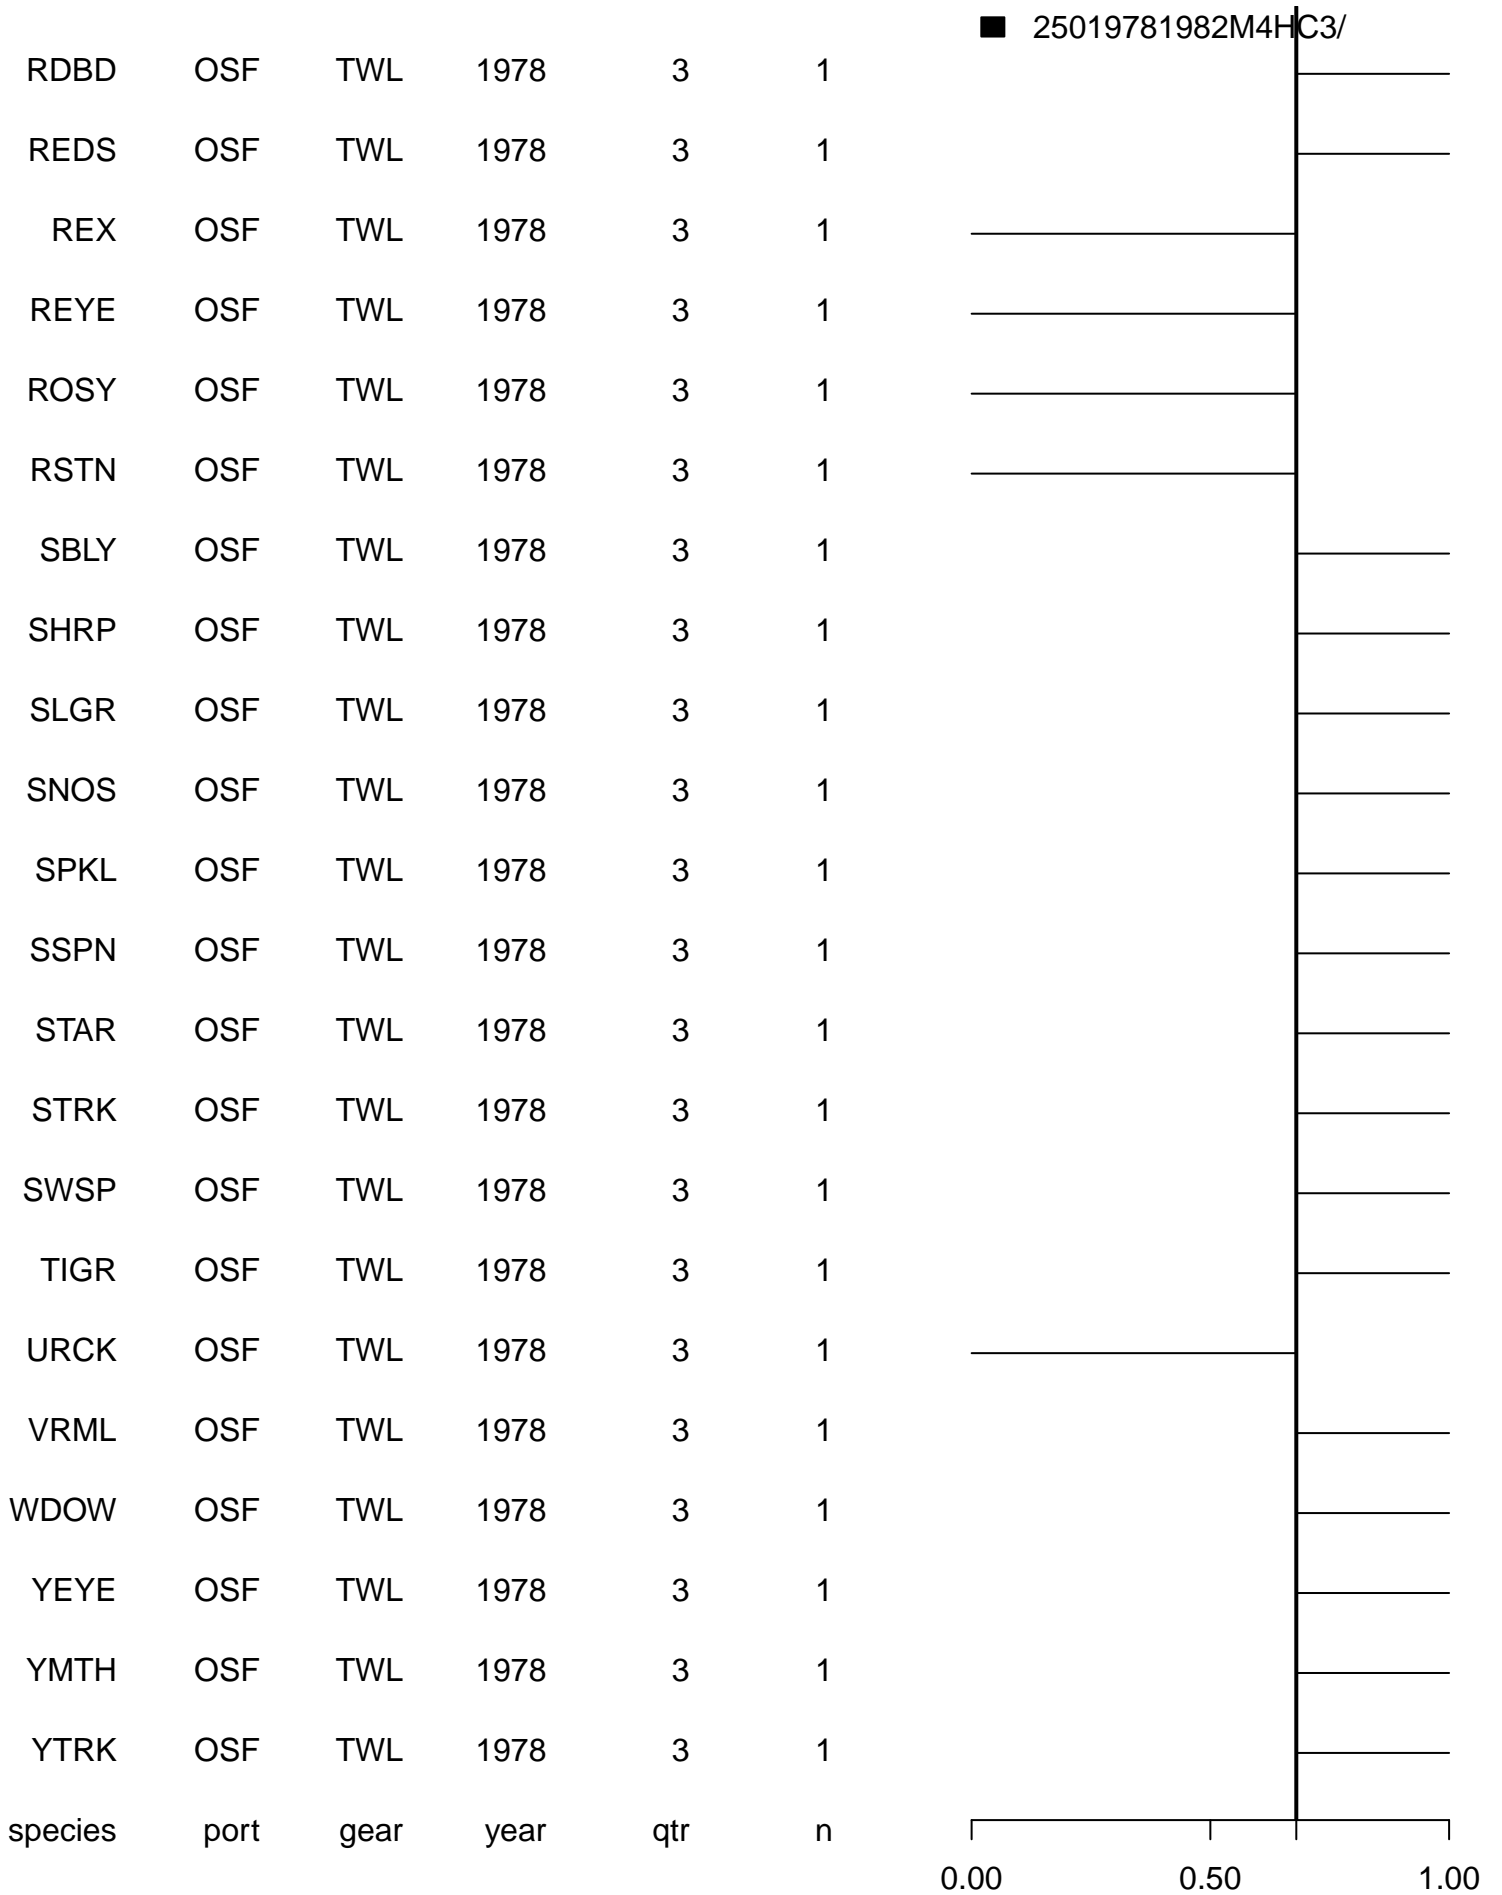 25019781982M4HC3/
RDBD OSF TWL 1978 3 1
REDS OSF TWL 1978 3 1
REX OSF TWL 1978 3 1
REYE OSF TWL 1978 3 1
ROSY OSF TWL 1978 3 1
RSTN OSF TWL 1978 3 1
SBLY OSF TWL 1978 3 1
SHRP OSF TWL 1978 3 1
SLGR OSF TWL 1978 3 1
SNOS OSF TWL 1978 3 1
SPKL OSF TWL 1978 3 1
SSPN OSF TWL 1978 3 1
STAR OSF TWL 1978 3 1
STRK OSF TWL 1978 3 1
SWSP OSF TWL 1978 3 1
TIGR OSF TWL 1978 3 1
URCK OSF TWL 1978 3 1
VRML OSF TWL 1978 3 1
WDOW OSF TWL 1978 3 1
YEYE OSF TWL 1978 3 1
YMTH OSF TWL 1978 3 1
YTRK OSF TWL 1978 3 1
species port gear year qtr n
0.00 0.50 1.00